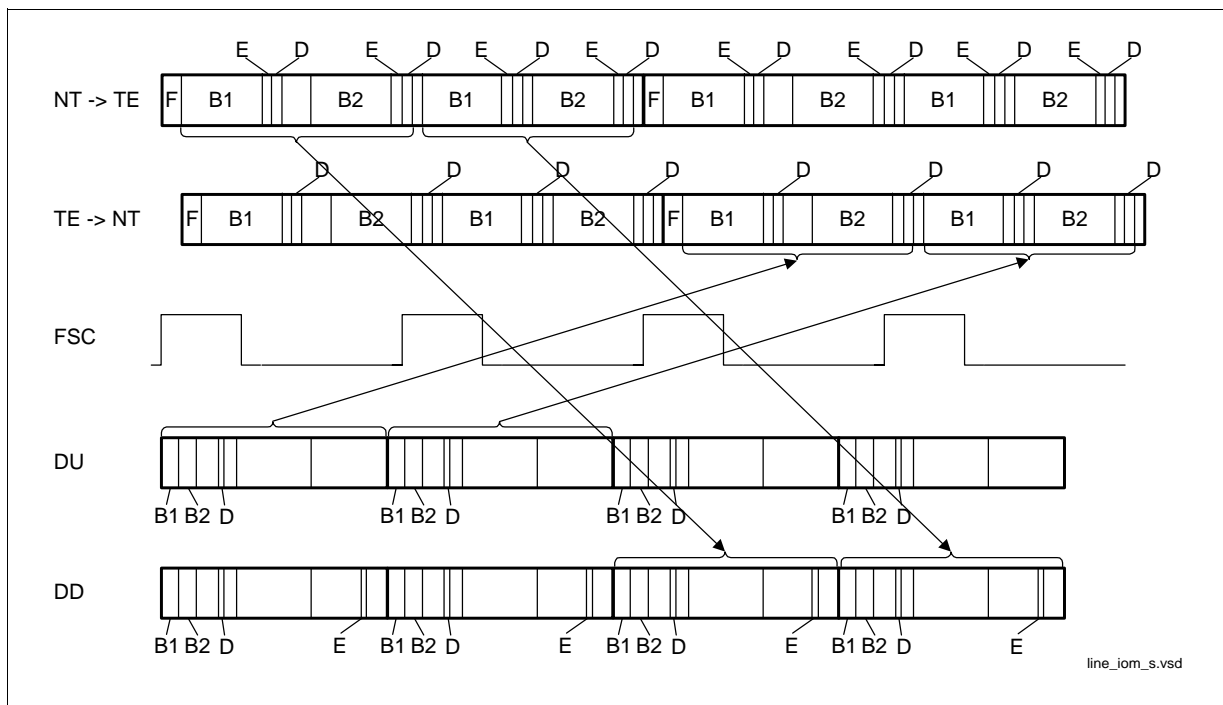 E D E D E D E D E D E D E D E D
NT -> TE F B1 B2 B1 B2 F B1 B2 B1 B2
D D D D D D D D
TE -> NT F B1 B2 B1 B2 F B1 B2 B1 B2
FSC
DU
B1 B2 D B1 B2 D B1 B2 D B1 B2 D
DD
B1 B2 D E B1 B2 D E B1 B2 D E B1 B2 D E
line_iom_s.vsd